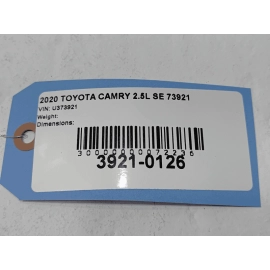 2020 TOYOTA CAMRY 2.5L SE 73921
VIN: U373921
Weight:
Dimensions:
3000000072236
3921-0126